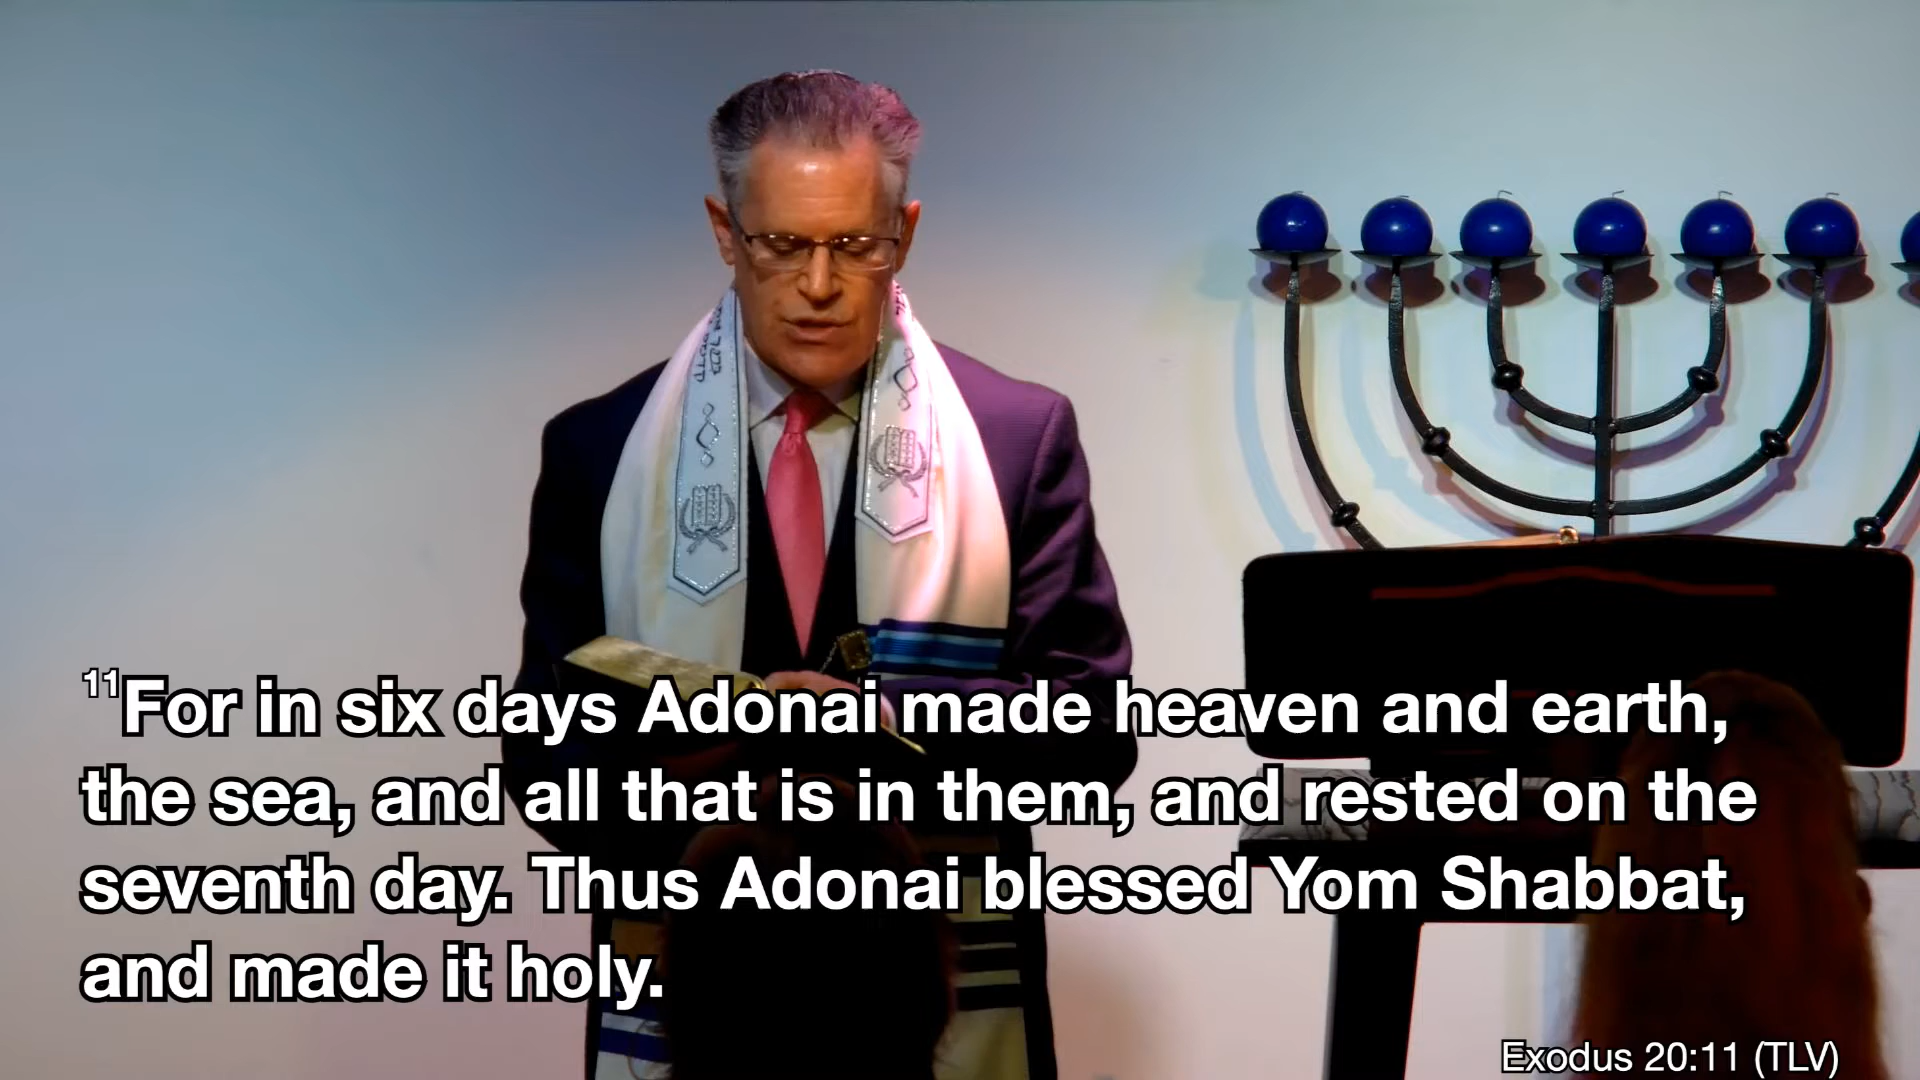 11For in six days Adonai made heaven and earth,
the sea, and all that is in them, and rested on the
seventh day. Thus Adonai blessed Yom Shabbat,
and made it holy.
Exodus 20:11 (TLV)